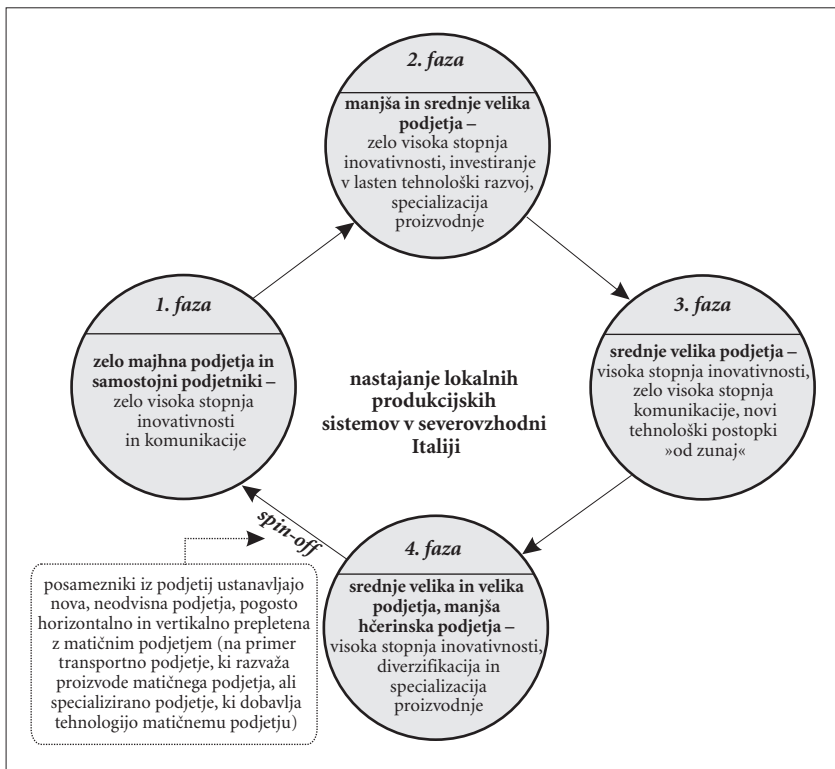 2. faza
manjša in srednje velika
podjetja –
zelo visoka stopnja
inovativnosti, investiranje
v lasten tehnološki razvoj,
specializacija
proizvodnje
1. faza
zelo majhna podjetja in
samostojni podjetniki –
zelo visoka stopnja
inovativnosti
in komunikacije
nastajanje lokalnih
produkcijskih
sistemov v severovzhodni
Italiji
3. faza
srednje velika podjetja –
visoka stopnja inovativnosti,
zelo visoka stopnja
komunikacije, novi
tehnološki postopki
»od zunaj«
spin-off
4. faza
srednje velika in velika
podjetja, manjša
hčerinska podjetja –
visoka stopnja inovativnosti,
diverzifikacija in
specializacija
proizvodnje
posamezniki iz podjetij ustanavljajo
nova, neodvisna podjetja, pogosto
horizontalno in vertikalno prepletena
z matičnim podjetjem (na primer
transportno podjetje, ki razvaža
proizvode matičnega podjetja, ali
specializirano podjetje, ki dobavlja
tehnologijo matičnemu podjetju)